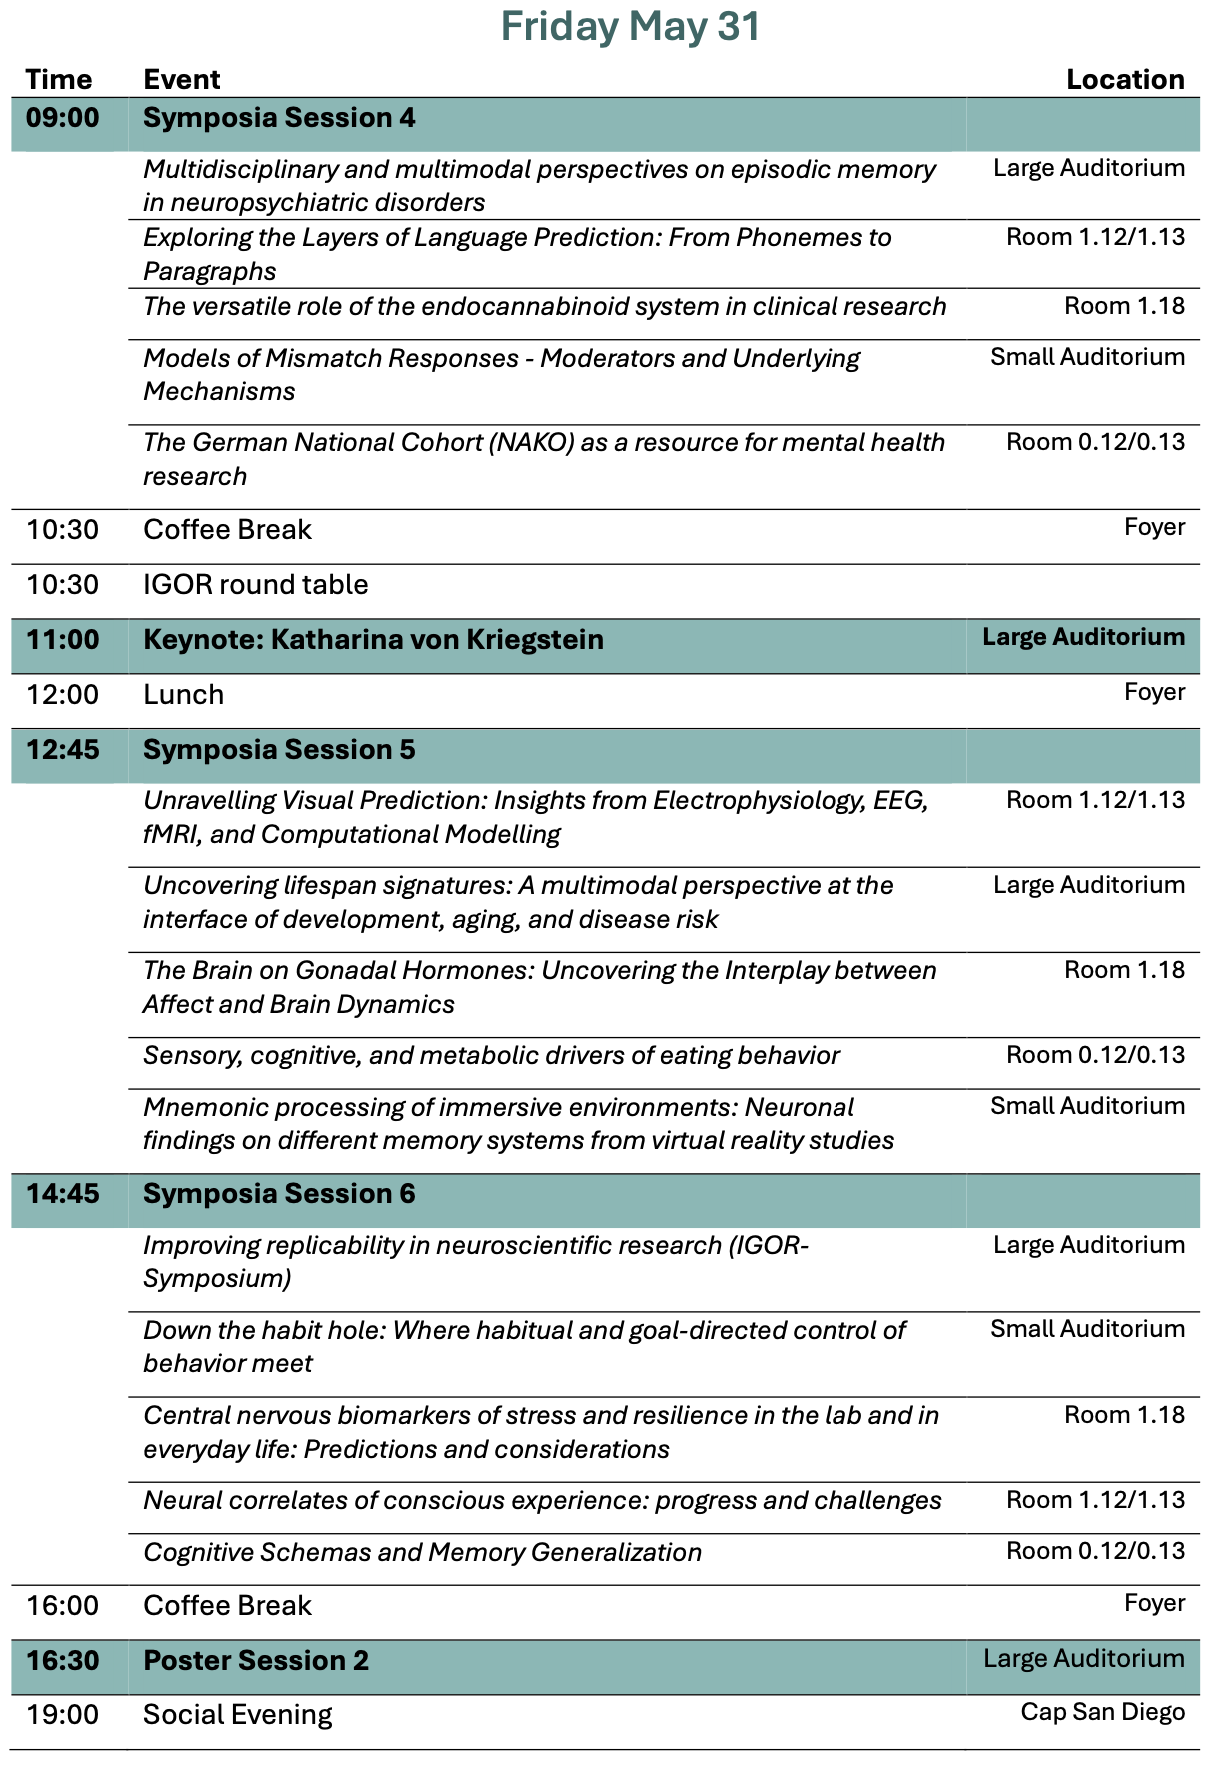 Friday May 31
Time Event Location
09:00 Symposia Session 4
Multidisciplinary and multimodal perspectives on episodic memory Large Auditorium
in neuropsychiatric disorders
Exploring the Layers of Language Prediction: From Phonemes to Room 1.12/1.13
Paragraphs
The versatile role of the endocannabinoid system in clinical research Room 1.18
Models of Mismatch Responses - Moderators and Underlying Small Auditorium
Mechanisms
The German National Cohort (NAKO) as a resource for mental health Room 0.12/0.13
research
10:30 Coffee Break Foyer
10:30 IGOR round table
11:00 Keynote: Katharina von Kriegstein Large Auditorium
12:00 Lunch Foyer
12:45 Symposia Session 5
Unravelling Visual Prediction: Insights from Electrophysiology, EEG, Room 1.12/1.13
fMRI, and Computational Modelling
Uncovering lifespan signatures: A multimodal perspective at the Large Auditorium
interface of development, aging, and disease risk
The Brain on Gonadal Hormones: Uncovering the Interplay between Room 1.18
Affect and Brain Dynamics
Sensory, cognitive, and metabolic drivers of eating behavior Room 0.12/0.13
Mnemonic processing of immersive environments: Neuronal Small Auditorium
findings on different memory systems from virtual reality studies
14:45 Symposia Session 6
Improving replicability in neuroscientific research (IGOR- Large Auditorium
Symposium)
Down the habit hole: Where habitual and goal-directed control of Small Auditorium
behavior meet
Central nervous biomarkers of stress and resilience in the lab and in Room 1.18
everyday life: Predictions and considerations
Neural correlates of conscious experience: progress and challenges Room 1.12/1.13
Cognitive Schemas and Memory Generalization Room 0.12/0.13
16:00 Coffee Break Foyer
16:30 Poster Session 2 Large Auditorium
19:00 Social Evening Cap San Diego